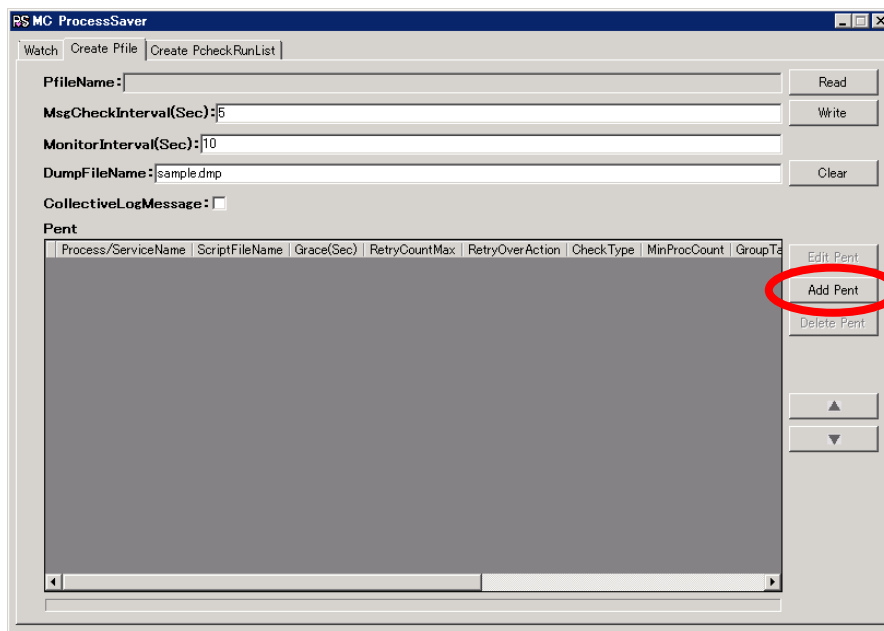 RS MC ProcessSaver
Watch Create Pfile Create PcheckRunList
PfileName: Read
MsgCheckInterval(Sec): 5 Write
MonitorInterval(Sec): 10
DumpFileName: sample.dmp Clear
CollectiveLogMessage:
Pent
Process/ServiceName ScriptFileName Grace(Sec) RetryCountMax RetryOverAction CheckType MinProcCount GroupTa
Edit Pent
Add Pent
Delete Pent
▲
▼